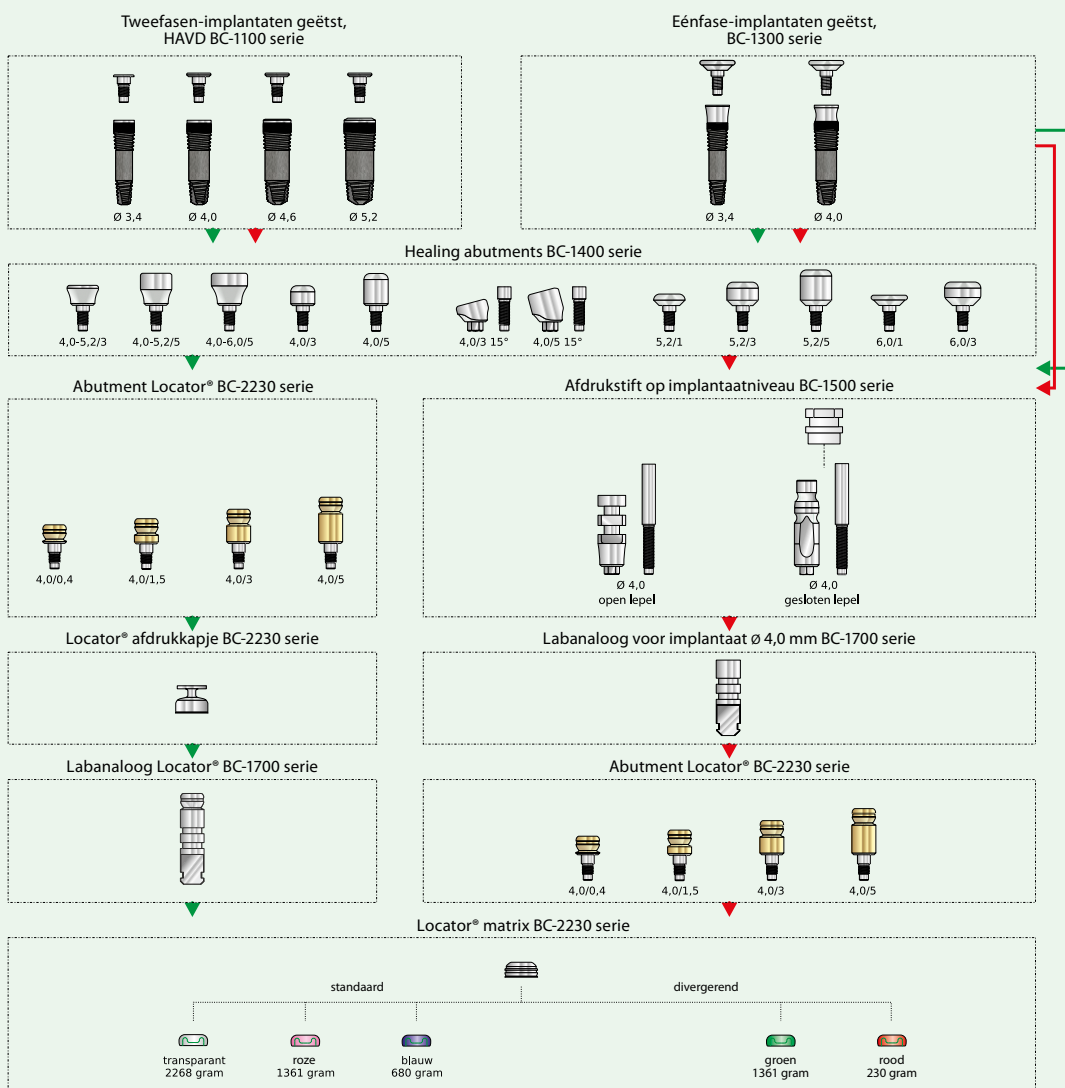 Tweefasen-implantaten geëtst,
HAVD BC-1100 serie
Eénfase-implantaten geëtst,
BC-1300 serie
Ø 3,4
Ø 4,0
Ø 4,6
Ø 5,2
Ø 3,4
Ø 4,0
Healing abutments BC-1400 serie
4,0-5,2/3
4,0-5,2/5
4,0-6,0/5
4,0/3
4,0/5
4,0/3 15°
4,0/5 15°
5,2/1
5,2/3
5,2/5
6,0/1
6,0/3
Abutment Locator® BC-2230 serie
4,0/0,4
4,0/1,5
4,0/3
4,0/5
Afdrukstift op implantaatniveau BC-1500 serie
Ø 4,0
open lepel
Ø 4,0
gesloten lepel
Locator® afdrukkapje BC-2230 serie
Labanaloog voor implantaat Ø 4,0 mm BC-1700 serie
Labanaloog Locator® BC-1700 serie
Abutment Locator® BC-2230 serie
4,0/0,4
4,0/1,5
4,0/3
4,0/5
Locator® matrix BC-2230 serie
standaard
divergerend
transparant
2268 gram
roze
1361 gram
blauw
680 gram
groen
1361 gram
rood
230 gram